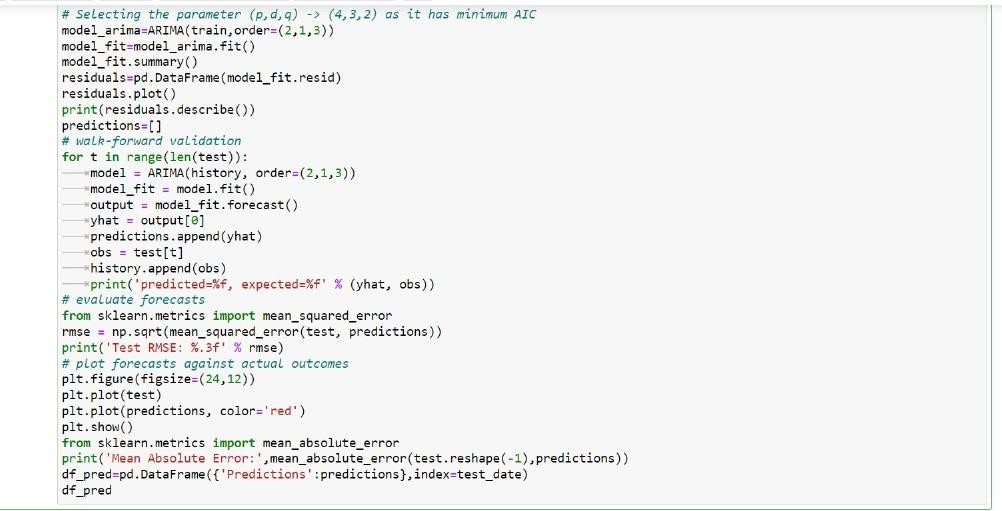 # Selecting the parameter (p,d,q) -> (4,3,2) as it has minimum AIC
model_arima=ARIMA(train,order=(2,1,3))
model_fit=model_arima.fit()
model_fit.summary()
residuals=pd.DataFrame(model_fit.resid)
residuals.plot()
print(residuals.describe())
predictions=[]
# walk-forward validation
for t in range(len(test)):
model = ARIMA(history, order=(2,1,3))
model_fit = model.fit()
output = model_fit.forecast()
yhat = output[0]
predictions.append(yhat)
obs = test[t]
history.append(obs)
print('predicted=%f, expected=%f' % (yhat, obs))
# evaluate forecasts
from sklearn.metrics import mean_squared_error
rmse = np.sqrt(mean_squared_error(test, predictions))
print('Test RMSE: %.3f' % rmse)
# plot forecasts against actual outcomes
plt.figure(figsize=(24,12))
plt.plot(test)
plt.plot(predictions, color='red')
plt.show()
from sklearn.metrics import mean_absolute_error
print('Mean Absolute Error:',mean_absolute_error(test.reshape(-1),predictions))
df_pred=pd.DataFrame({'Predictions':predictions},index=test_date)
df_pred